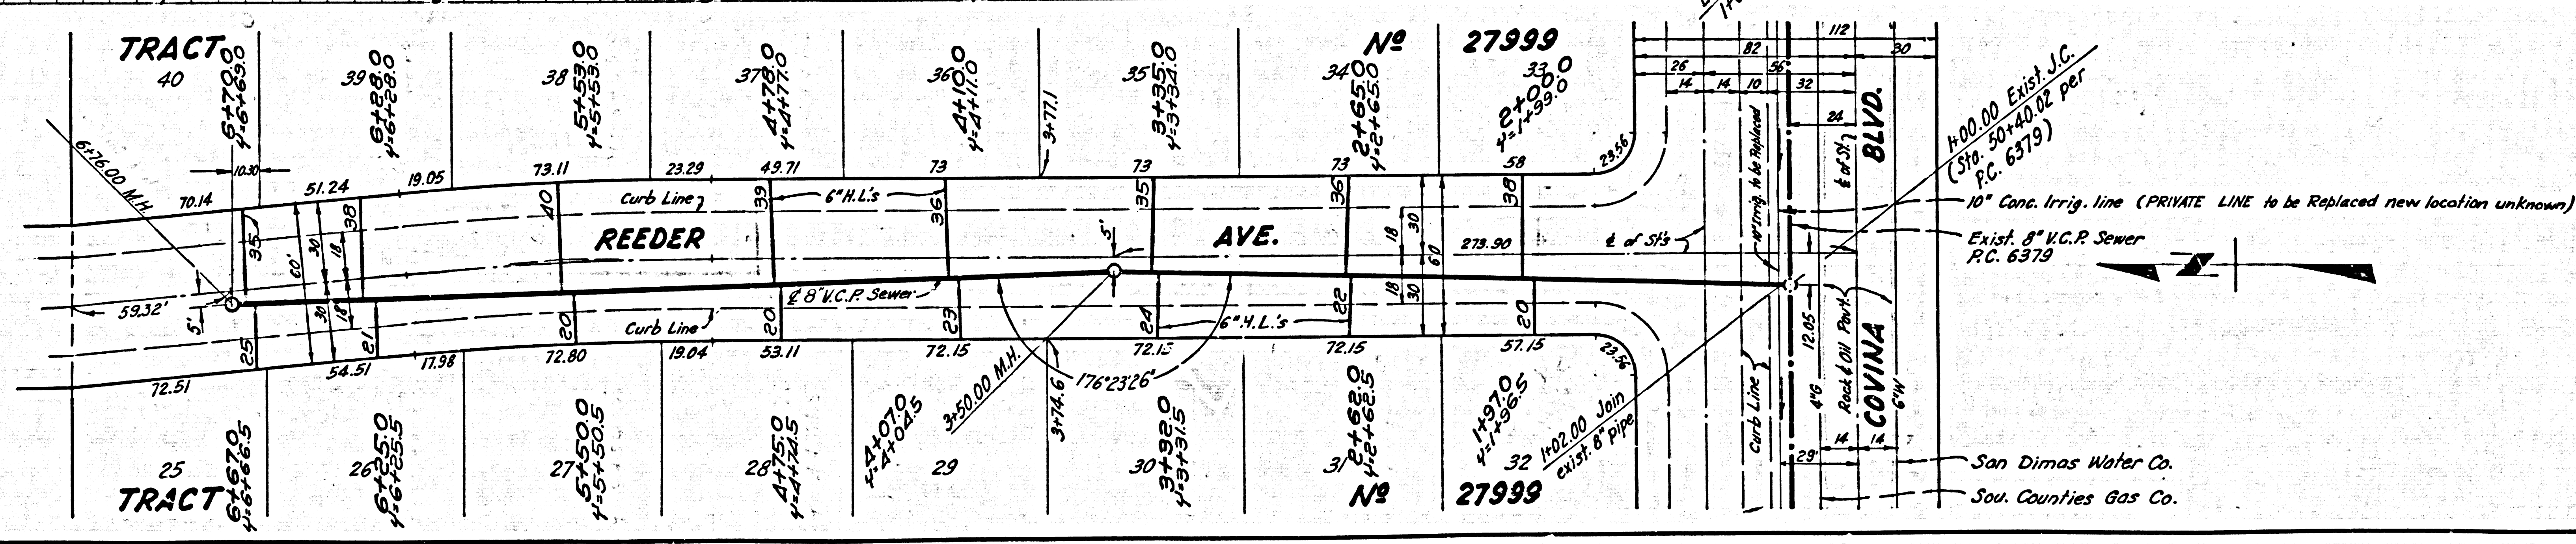 TRACT Nº 27999
40 39 38 37 36 35 34 33
6+70.0
Y=6+69.0
6+28.0
Y=6+28.0
5+53.0
Y=5+53.0
4+78.0
Y=4+77.0
4+10.0
Y=4+11.0
3+35.0
Y=3+34.0
2+65.0
Y=2+65.0
2+00.0
Y=1+99.0
3+77.1
6+76.00 M.H.
10.30
70.14 51.24 19.05 73.11 23.29 49.71 73 73 73 58 23.56
35 38 40 39 36 35 36 38
Curb Line
6" H.L.'s
REEDER AVE.
60' 30 18 30 18'
5'
18 30 60 18 30
273.90
₵ of St's
59.32'
5'
₵ 8" V.C.P. Sewer
Curb Line
6" H.L.'s
25 21 20 20 23 24 22 20
72.51 54.51 17.98 72.80 19.04 53.11 72.15 72.15 72.15 57.15 23.56
176°23'26"
3+50.00 M.H.
3+74.6
6+67.0
Y=6+66.5
6+25.0
Y=6+25.5
5+50.0
Y=5+50.5
4+75.0
Y=4+74.5
4+07.0
4+04.5
3+32.0
Y=3+31.5
2+62.0
Y=2+62.5
1+97.0
Y=1+96.5
25 26 27 28 29 30 31 32
TRACT Nº 27999
1+02.00 Join
exist. 8" pipe
112
82 30
26 56
14 14 10 32
24
10" Irrig. to be Replaced
₵ of St.
COVINA BLVD.
12.05
Rock & Oil Pav't.
Curb Line
4"G
6"W
14 14
29'
1+00.00 Exist. J.C.
(Sta. 50+40.02 per
P.C. 6379)
10" Conc. Irrig. line (PRIVATE LINE to be Replaced new location unknown)
Exist. 8" V.C.P. Sewer
P.C. 6379
San Dimas Water Co.
Sou. Counties Gas Co.